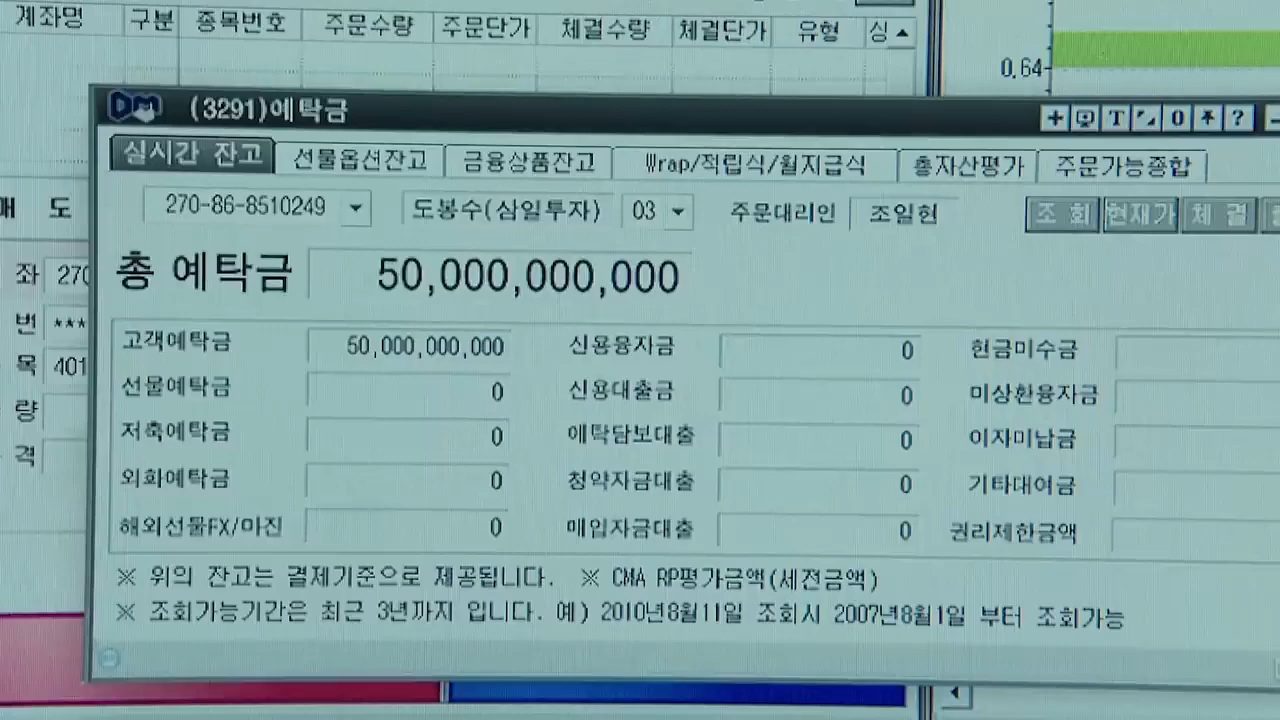 계좌명 구분 종목번호 주문수량 주문단가 체결수량 체결단가 유형
0.64
DM (3291)예탁금
실시간 잔고 선물옵션잔고 금융상품잔고 Wrap/적립식/월지급식 총자산평가 주문가능종합
270-86-8510249 도봉수(삼일투자) 03 주문대리인 조일현 조 회 현재가 체 결
매 도
총 예탁금 50,000,000,000
좌 270
고객예탁금 50,000,000,000 신용융자금 0 현금미수금
번 ***
선물예탁금 0 신용대출금 0 미상환융자금
목 401
저축예탁금 0 예탁담보대출 0 이자미납금
량
외화예탁금 0 청약자금대출 0 기타대여금
격
해외선물FX/마진 0 매입자금대출 0 권리제한금액
※ 위의 잔고는 결제기준으로 제공됩니다. ※ CMA RP평가금액(세전금액)
※ 조회가능기간은 최근 3년까지 입니다. 예) 2010년8월11일 조회시 2007년8월1일 부터 조회가능